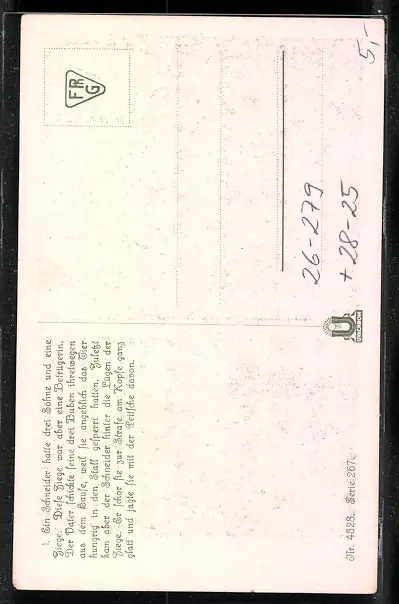 1. Ein Schneider hatte drei Söhne und eine
Ziege. Diese Ziege war aber eine Betrügerin.
Der Vater schickte seine drei Buben ihretwegen
aus dem Hause, weil sie angeblich das Tier
hungrig in den Stall gesperrt hatten. Zuletzt
kam aber der Schneider hinter die Lügen der
Ziege. Er schor sie zur Strafe am Kopfe ganz
glatt und jagte sie mit der Peitsche davon.
Nr. 4528. Serie 267.
UVACHROM
FRG
26-279
+ 28-25
5,-